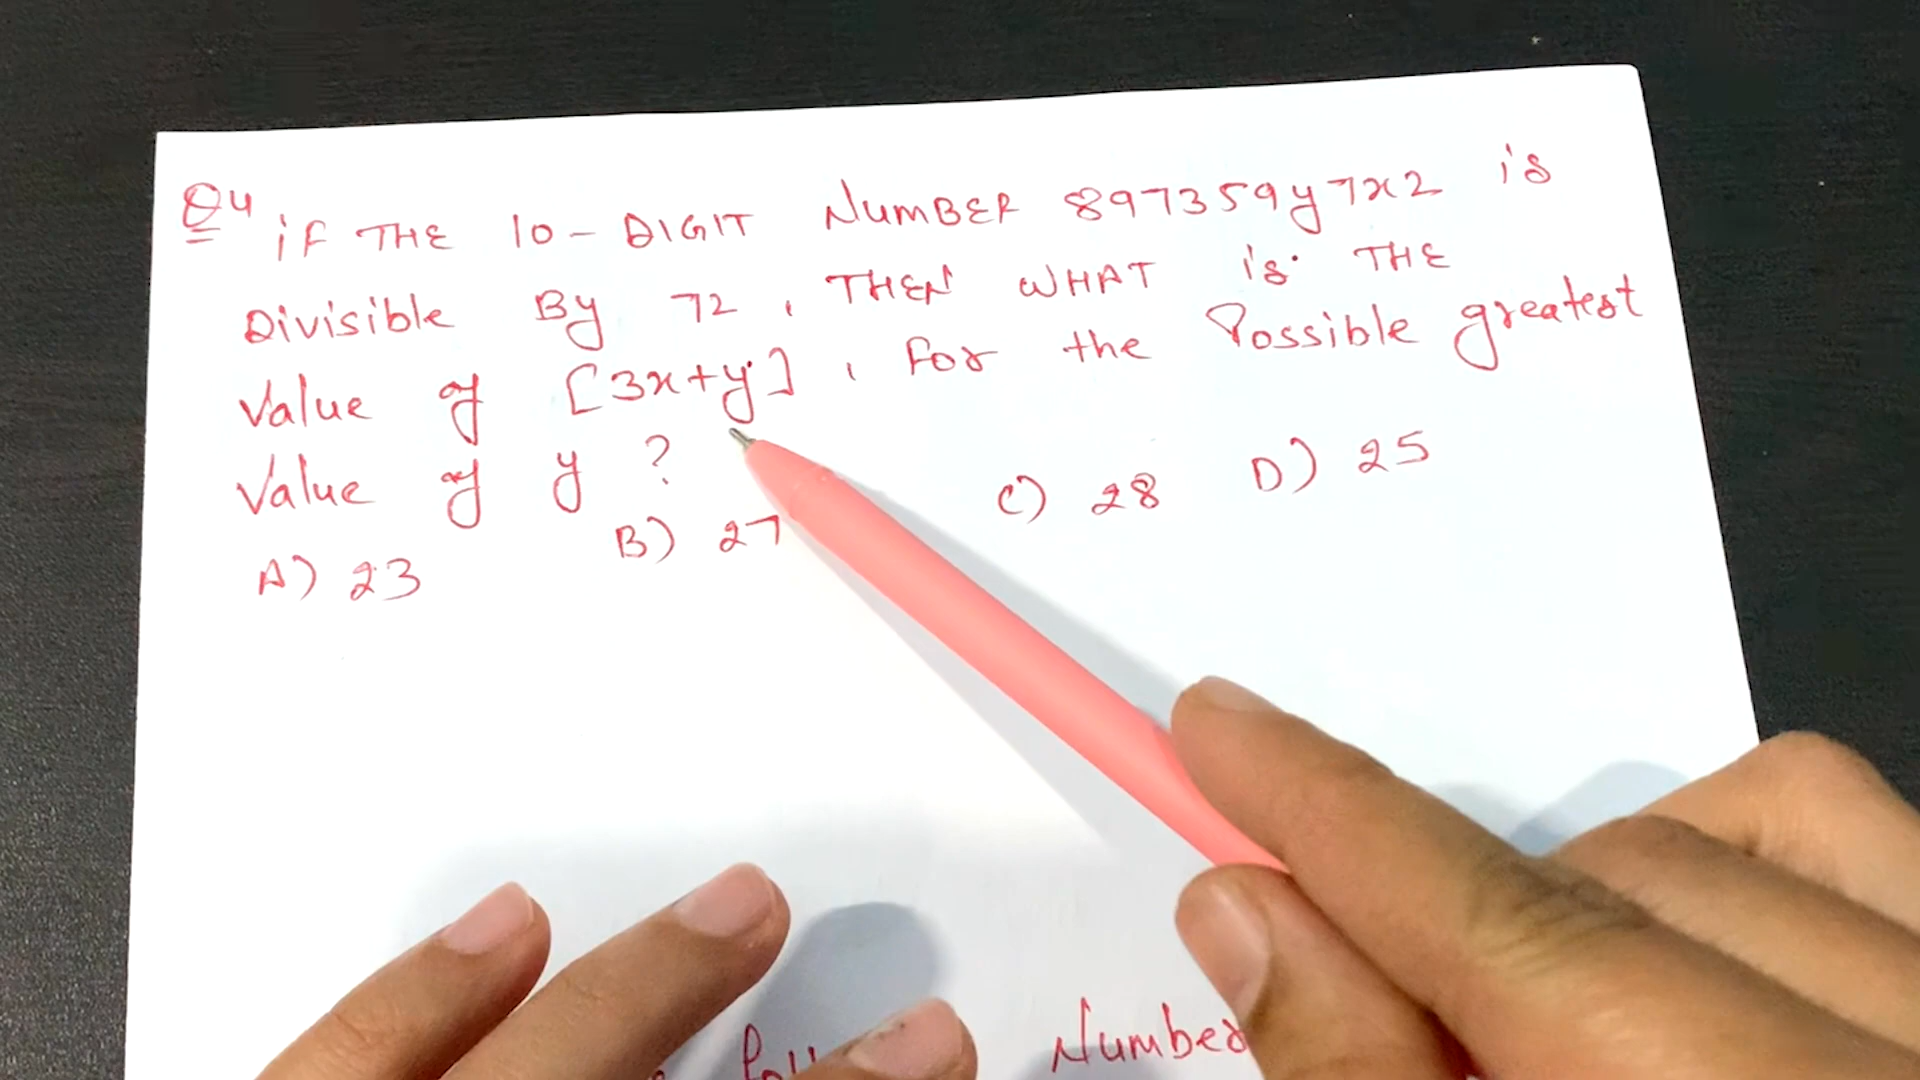 Q4 iF THE 10 - DIGIT NUMBER 897359y7x2 is
Divisible By 72 , THEN WHAT is THE
Value of [3x+y] , For the Possible greatest
Value of y ?
A) 23 B) 27 C) 28 D) 25
Number